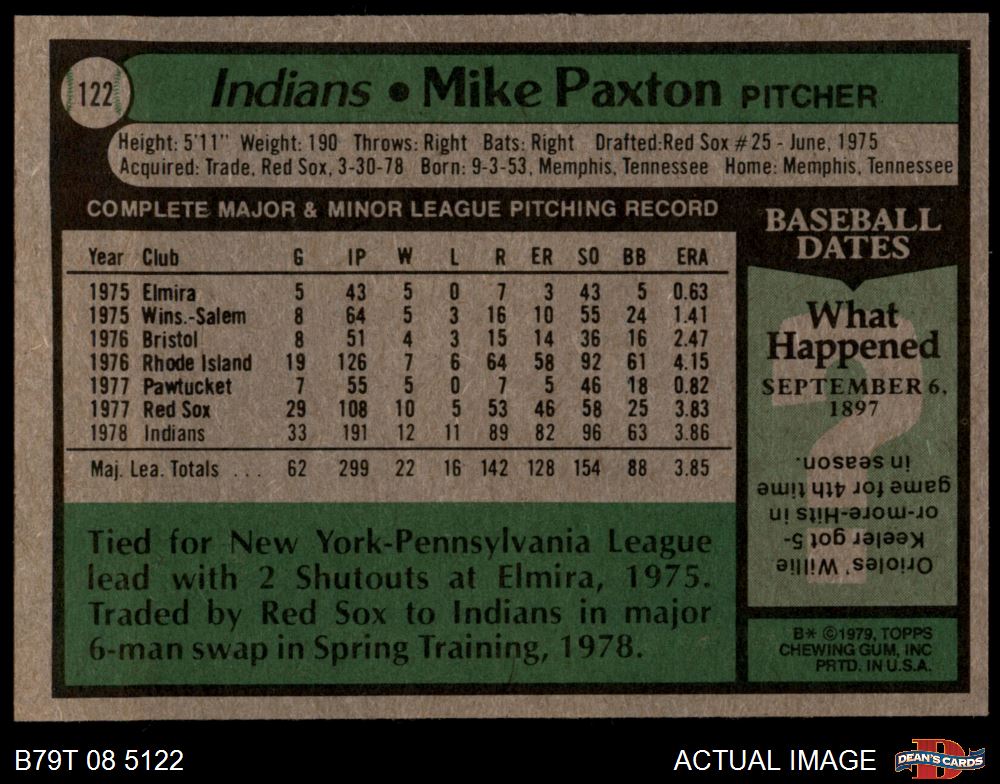 122
Indians • Mike Paxton PITCHER
Height: 5'11" Weight: 190 Throws: Right Bats: Right Drafted:Red Sox #25 - June, 1975
Acquired: Trade, Red Sox, 3-30-78 Born: 9-3-53, Memphis, Tennessee Home: Memphis, Tennessee
COMPLETE MAJOR & MINOR LEAGUE PITCHING RECORD
Year Club G IP W L R ER SO BB ERA
1975 Elmira 5 43 5 0 7 3 43 5 0.63
1975 Wins.-Salem 8 64 5 3 16 10 55 24 1.41
1976 Bristol 8 51 4 3 15 14 36 16 2.47
1976 Rhode Island 19 126 7 6 64 58 92 61 4.15
1977 Pawtucket 7 55 5 0 7 5 46 18 0.82
1977 Red Sox 29 108 10 5 53 46 58 25 3.83
1978 Indians 33 191 12 11 89 82 96 63 3.86
Maj. Lea. Totals . . . 62 299 22 16 142 128 154 88 3.85
Tied for New York-Pennsylvania League
lead with 2 Shutouts at Elmira, 1975.
Traded by Red Sox to Indians in major
6-man swap in Spring Training, 1978.
BASEBALL
DATES
What
Happened
SEPTEMBER 6,
1897
?
Orioles' Willie
Keeler got 5-
or-more-Hits in
game for 4th time
in season.
B* ©1979, TOPPS
CHEWING GUM, INC
PRTD. IN U.S.A.
B79T 08 5122
ACTUAL IMAGE
D
DEAN'S CARDS